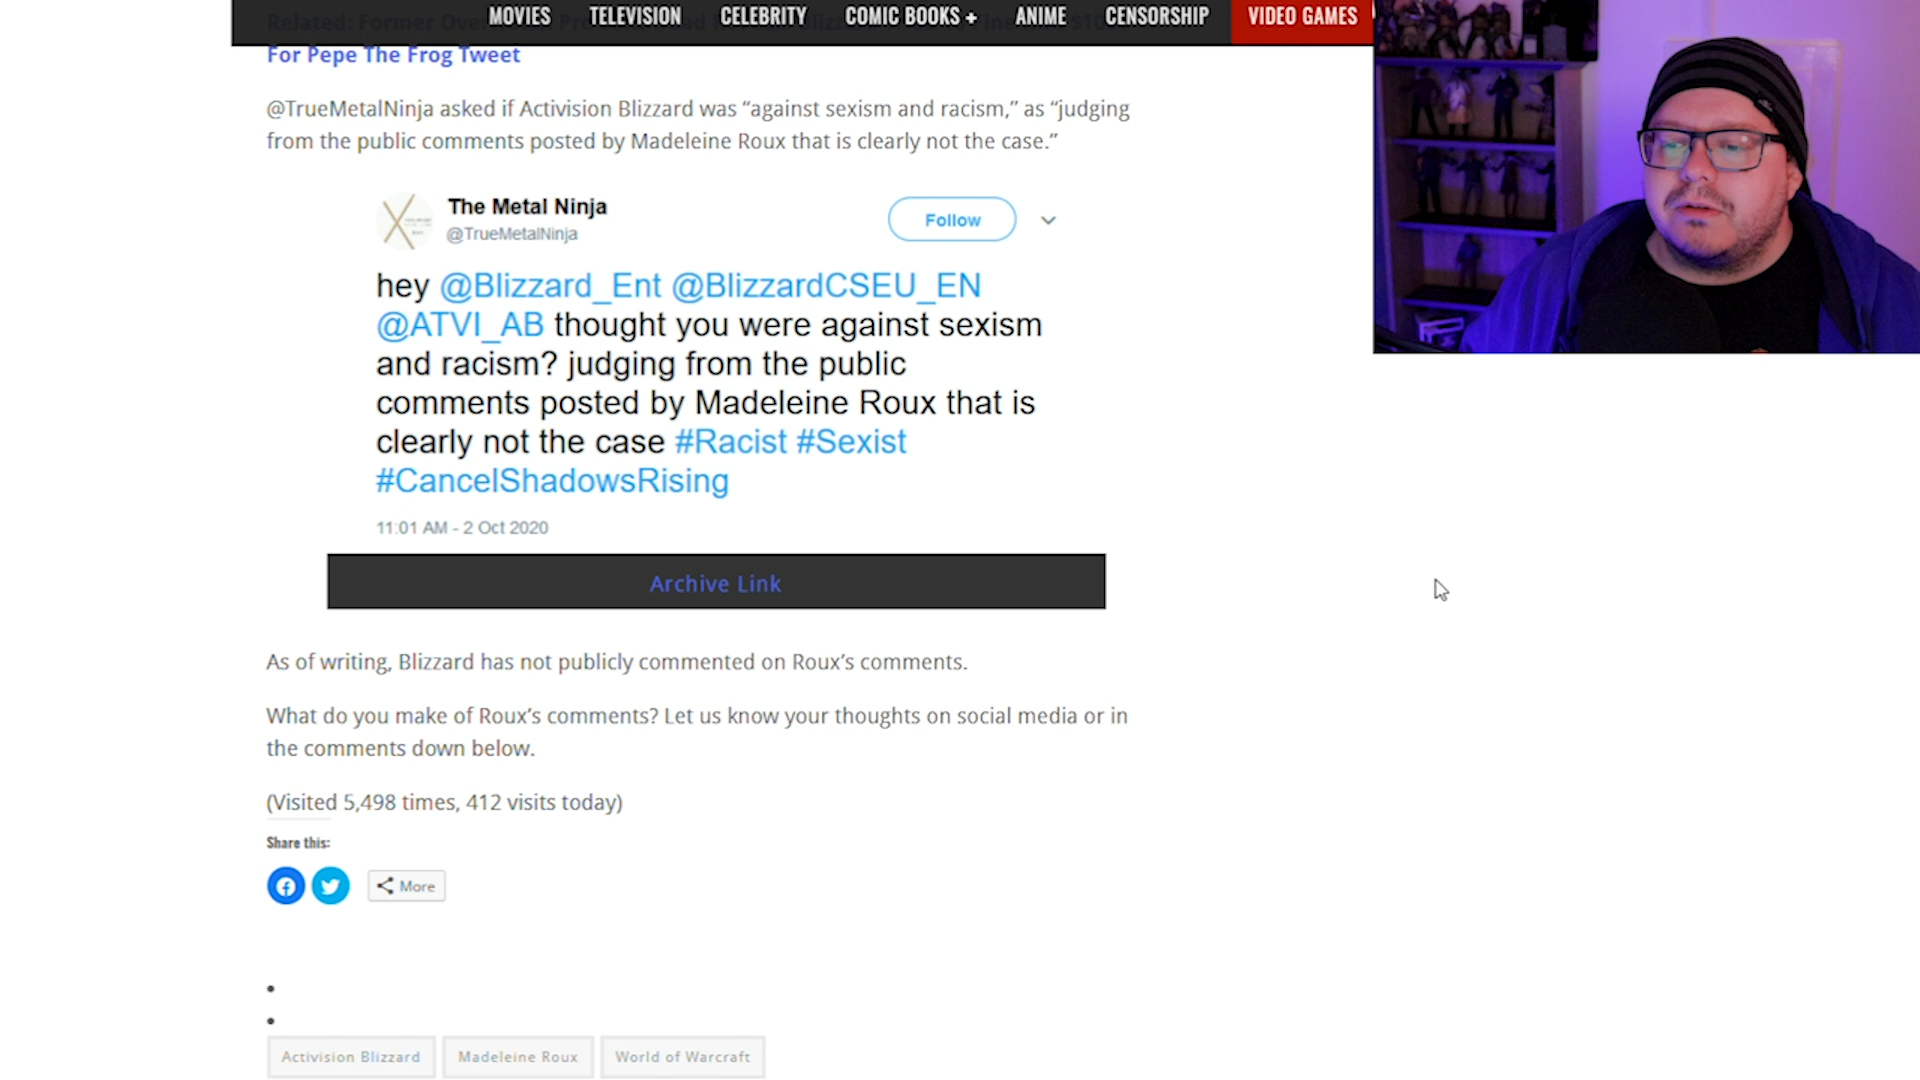 MOVIES TELEVISION CELEBRITY COMIC BOOKS + ANIME CENSORSHIP VIDEO GAMES
Related: Former
For Pepe The Frog Tweet
@TrueMetalNinja asked if Activision Blizzard was “against sexism and racism,” as “judging
from the public comments posted by Madeleine Roux that is clearly not the case.”
The Metal Ninja
@TrueMetalNinja
Follow
hey @Blizzard_Ent @BlizzardCSEU_EN
@ATVI_AB thought you were against sexism
and racism? judging from the public
comments posted by Madeleine Roux that is
clearly not the case #Racist #Sexist
#CancelShadowsRising
11:01 AM - 2 Oct 2020
Archive Link
As of writing, Blizzard has not publicly commented on Roux’s comments.
What do you make of Roux’s comments? Let us know your thoughts on social media or in
the comments down below.
(Visited 5,498 times, 412 visits today)
Share this:
More
Activision Blizzard Madeleine Roux World of Warcraft